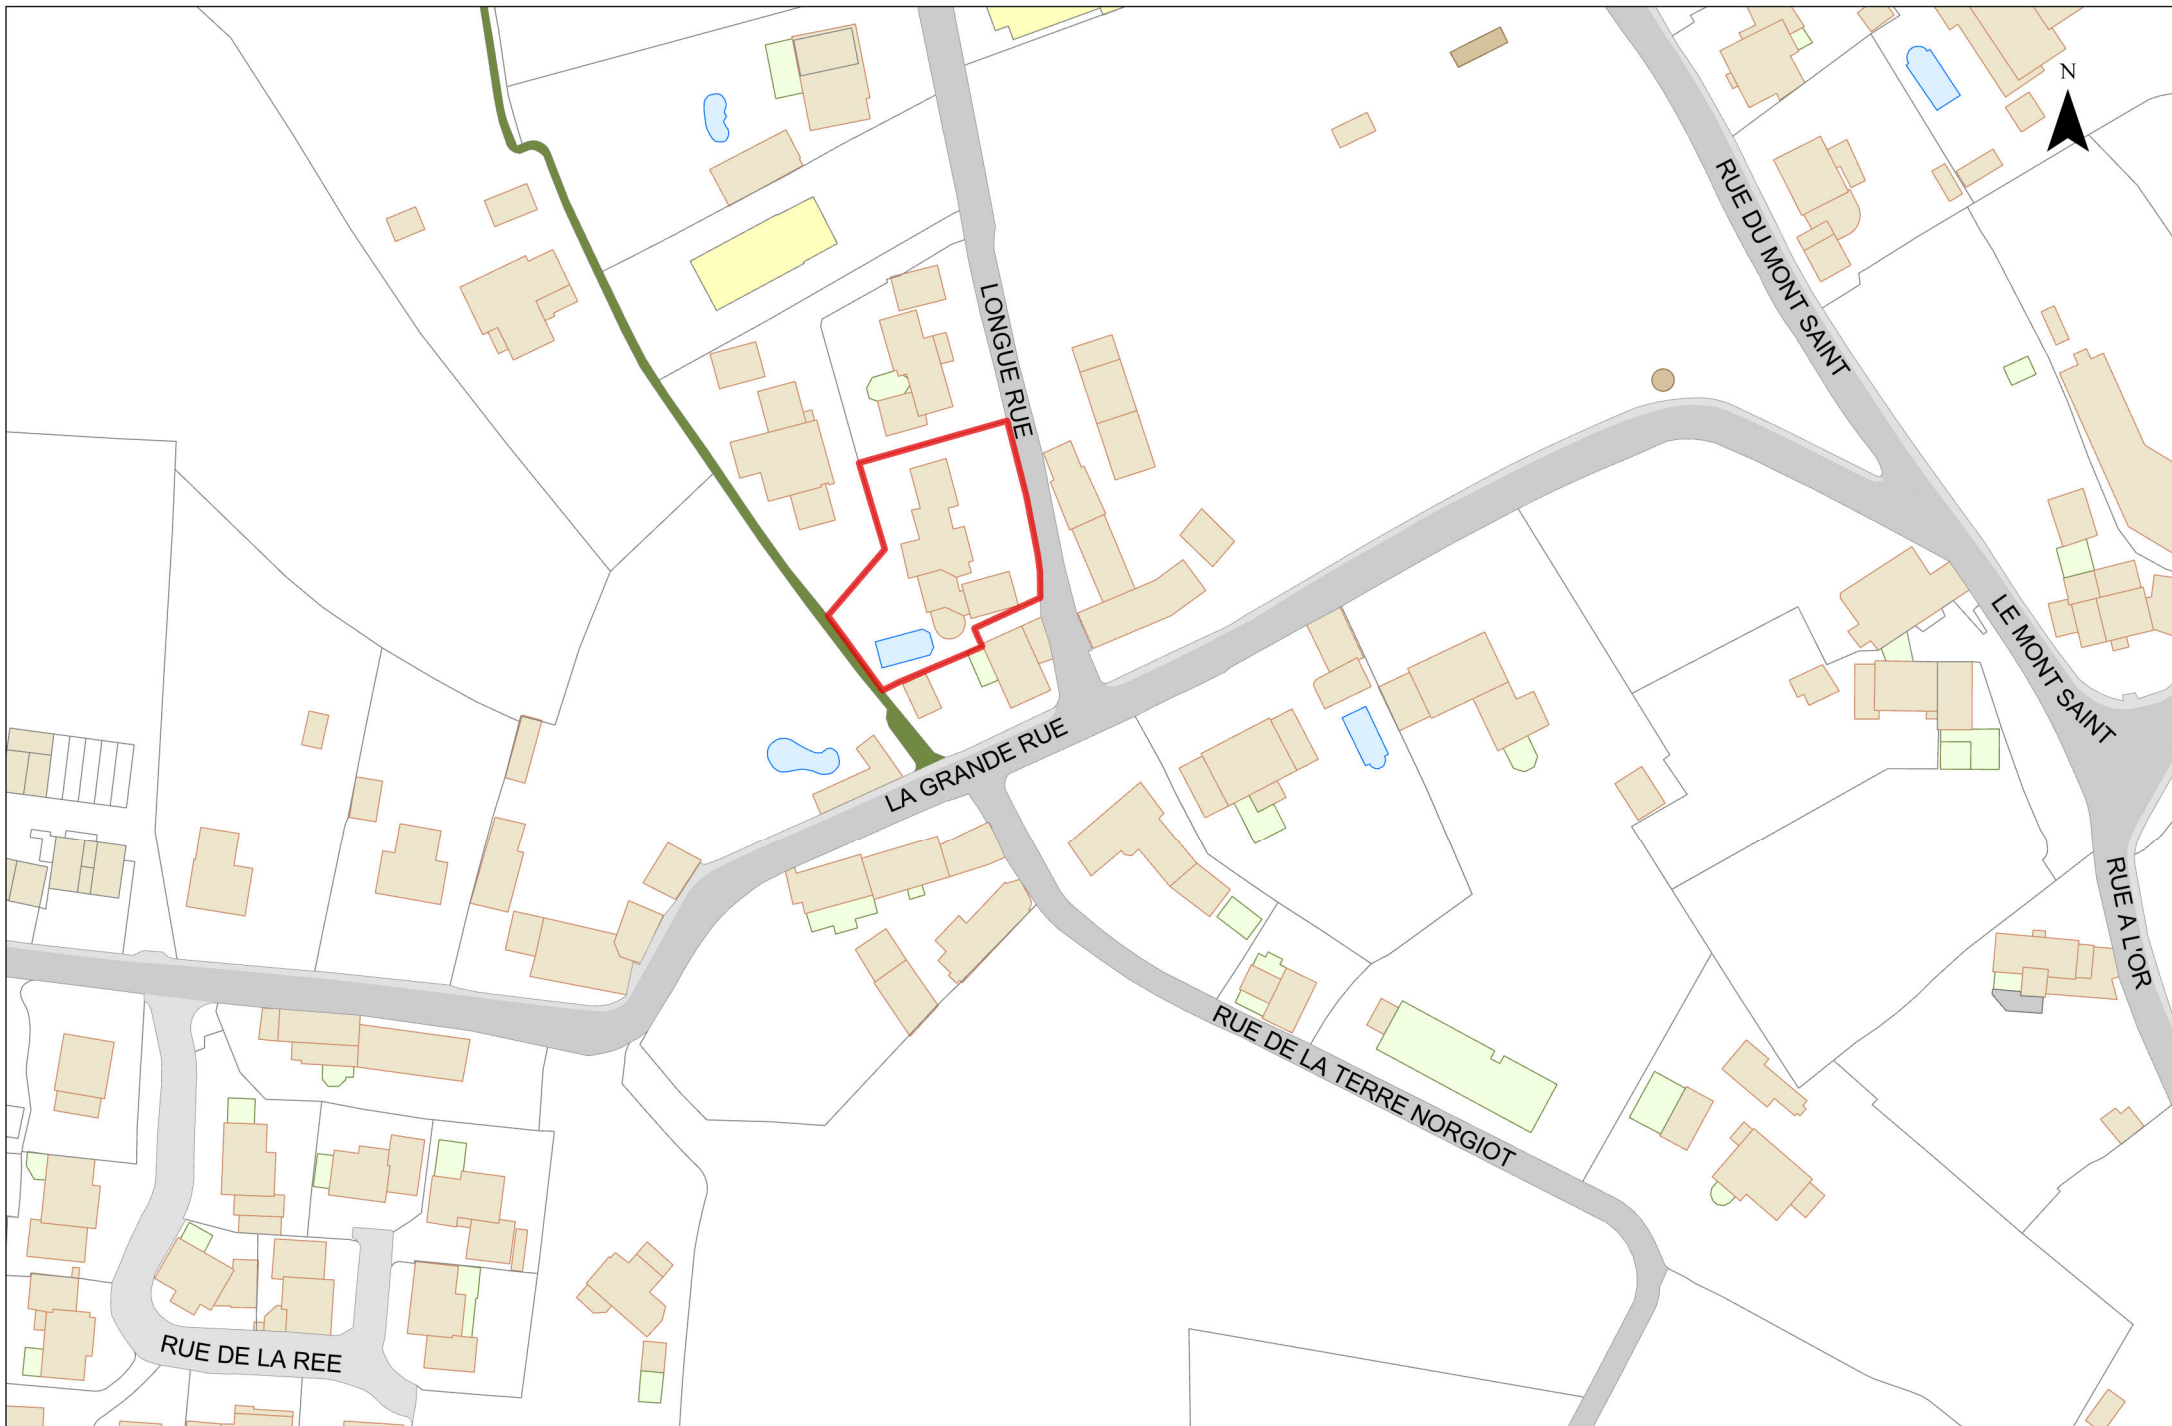 N
RUE DU MONT SAINT
LONGUE RUE
LE MONT SAINT
LA GRANDE RUE
RUE A L'OR
RUE DE LA TERRE NORGIOT
RUE DE LA REE